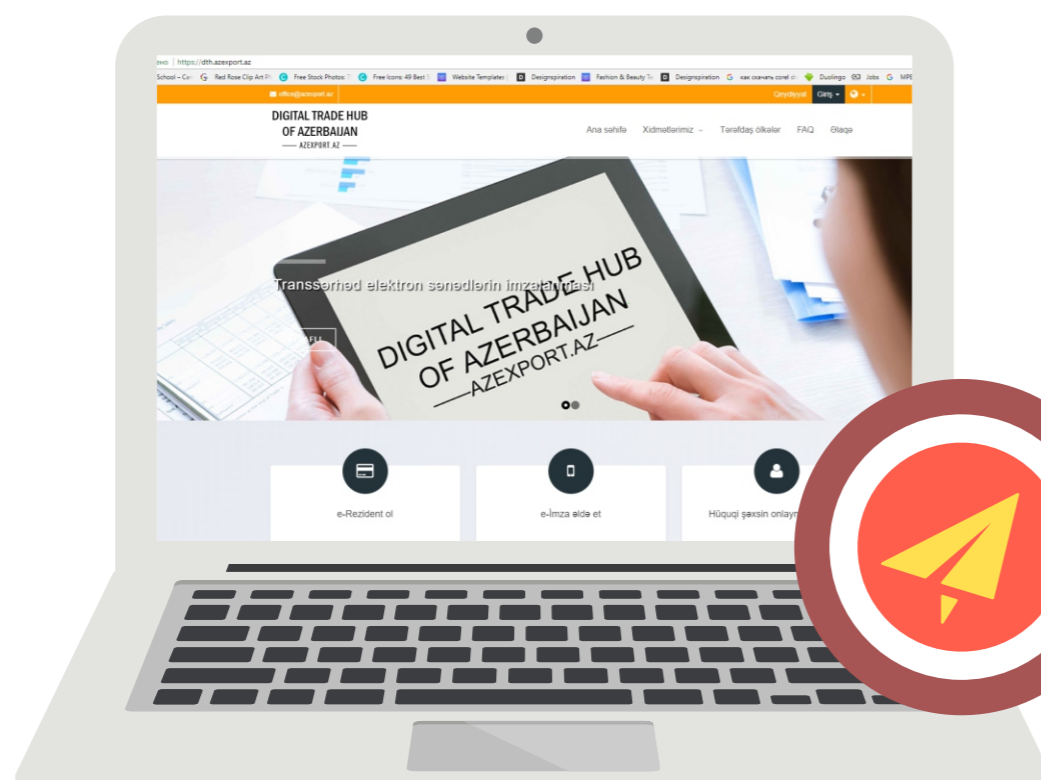 https://dth.azexport.az
Red Rose Clip Art Free Stock Photos: Free Icons: 49 Best Website Templates | Designspiration Fashion & Beauty Designspiration как скачать corel Duolingo Jobs
office@azexport.az Qeydiyyat Giriş
DIGITAL TRADE HUB
OF AZERBAIJAN
AZEXPORT.AZ
Ana səhifə Xidmətlərimiz Tərəfdaş ölkələr FAQ Əlaqə
Transsərhəd elektron sənədlərin imzalanması
DIGITAL TRADE HUB
OF AZERBAIJAN
AZEXPORT.AZ
e-Rezident ol e-İmza əldə et Hüquqi şəxsin onlayn